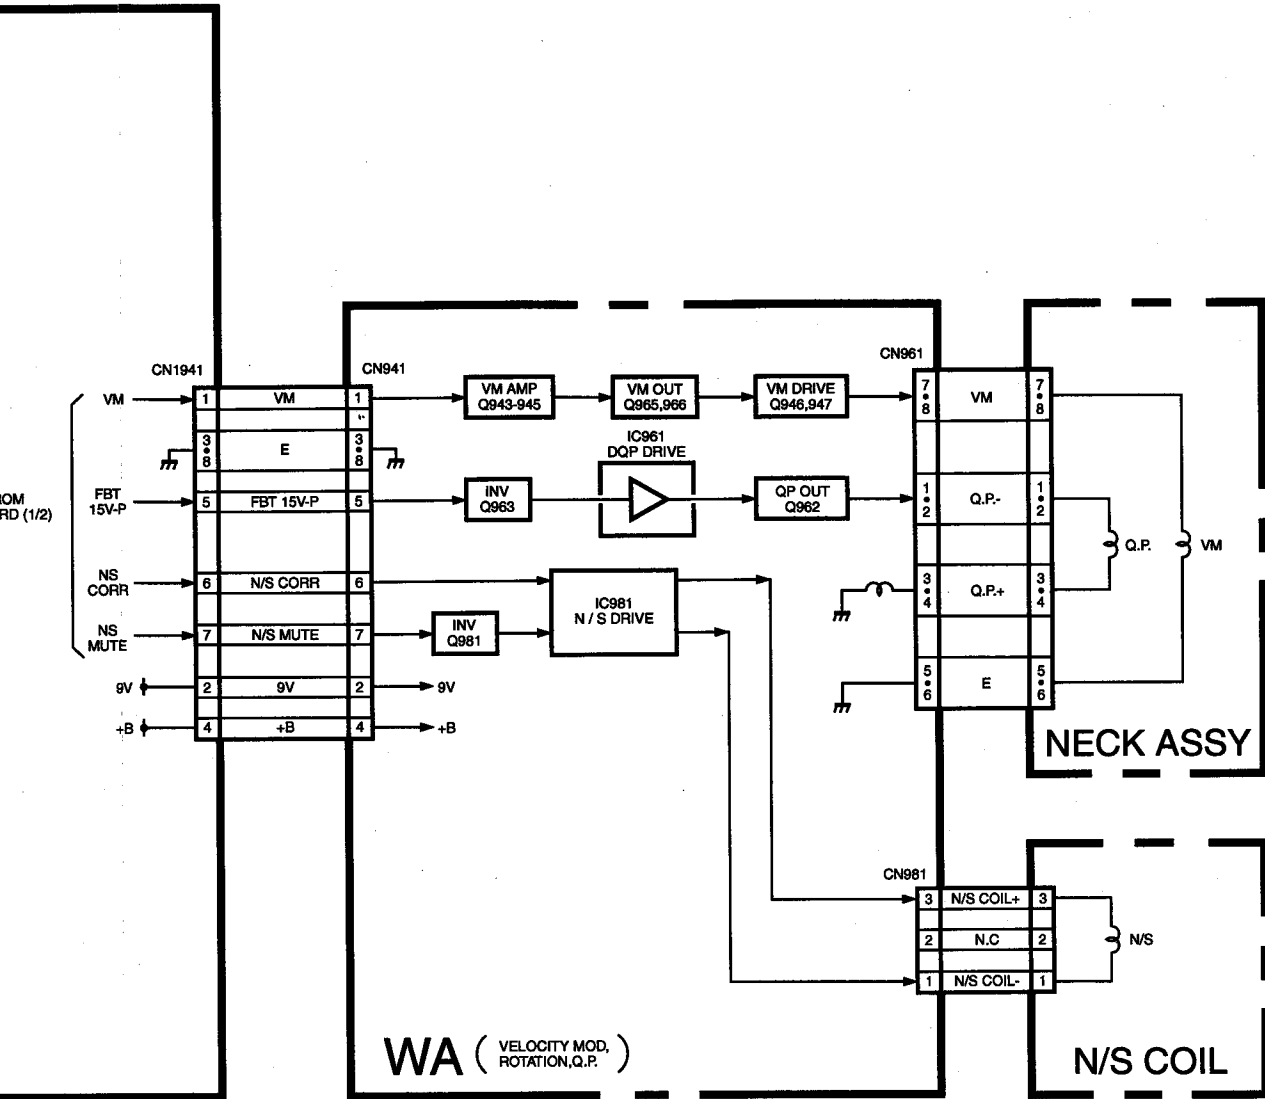 CN1941
CN941
CN961
VM
1
VM
1
VM AMP
Q943-945
VM OUT
Q965,966
VM DRIVE
Q946,947
7
8
VM
7
8
3
8
E
3
8
IC961
DQP DRIVE
FBT
15V-P
5
FBT 15V-P
5
INV
Q963
QP OUT
Q962
1
2
Q.P.-
1
2
Q.P.
VM
RD (1/2)
NS
CORR
6
N/S CORR
6
IC981
N / S DRIVE
3
4
Q.P.+
3
4
NS
MUTE
7
N/S MUTE
7
INV
Q981
9V
2
9V
2
9V
5
6
E
5
6
+B
4
+B
4
+B
NECK ASSY
CN981
3
N/S COIL+
3
2
N.C
2
N/S
1
N/S COIL-
1
WA
( VELOCITY MOD,
ROTATION,Q.P. )
N/S COIL